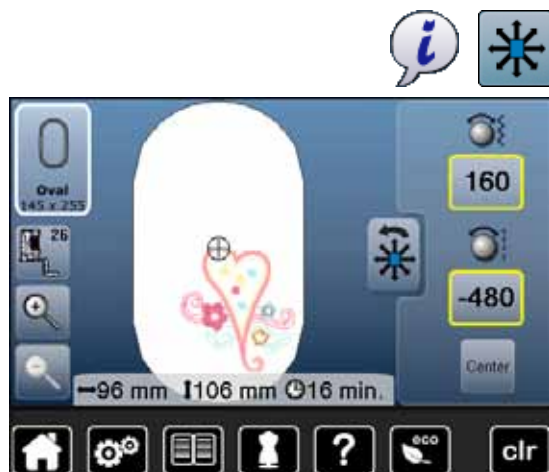 i
Oval
145 x 255
26
160
-480
Center
96 mm 106 mm 16 min.
?
eco
clr